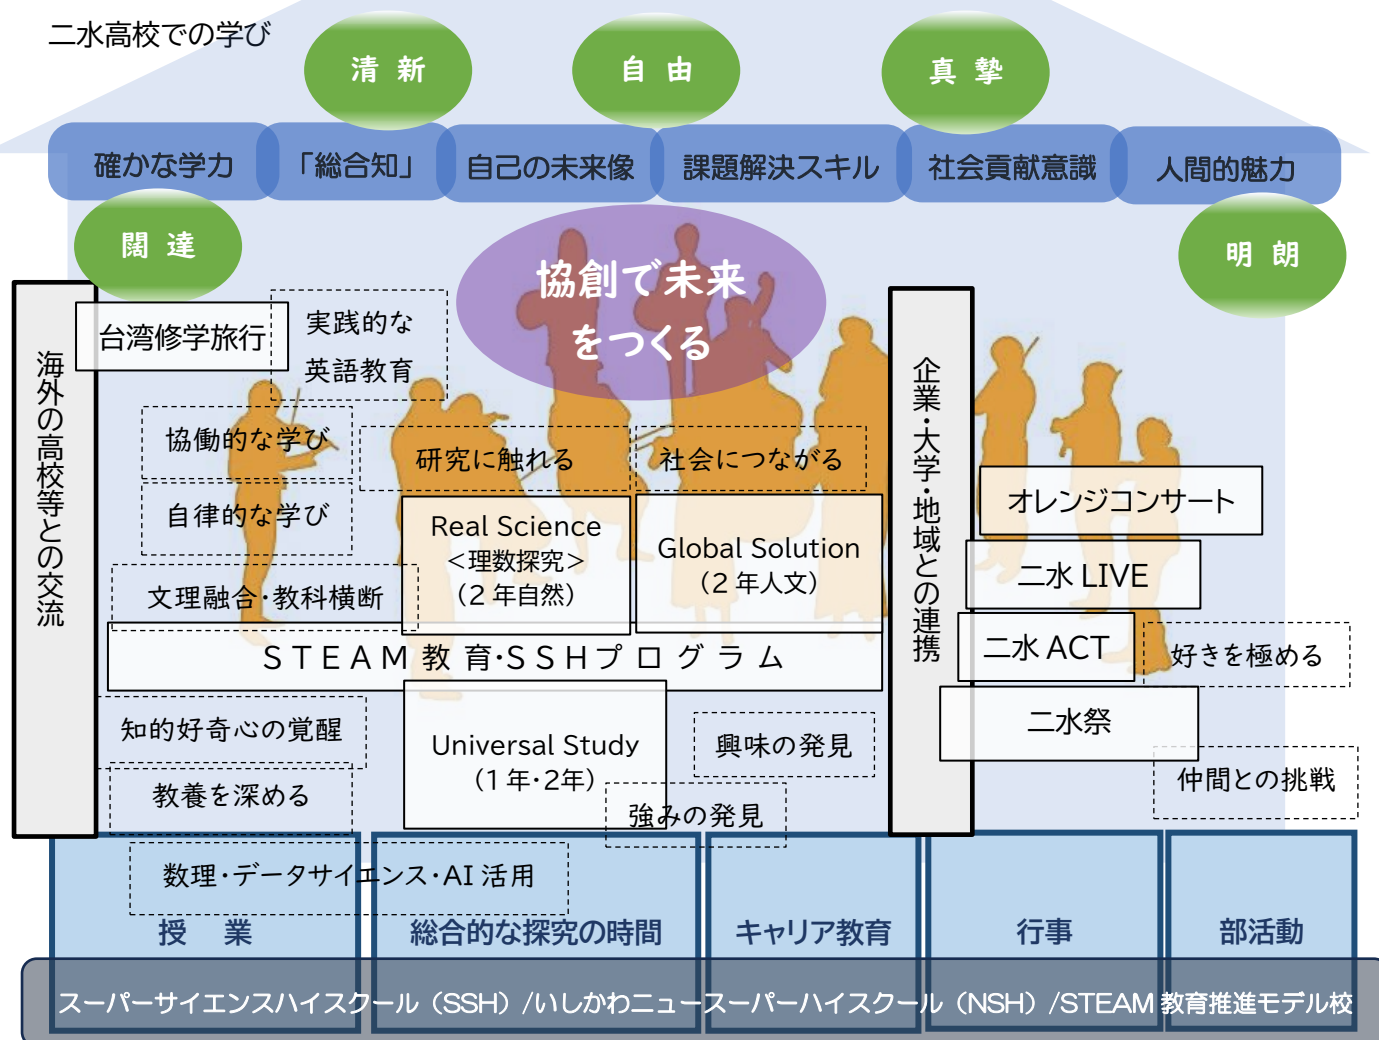 二水高校での学び
清 新
自 由
真 摯
確かな学力
「総合知」
自己の未来像
課題解決スキル
社会貢献意識
人間的魅力
闊 達
明 朗
協創で未来
をつくる
海外の高校等との交流
台湾修学旅行
実践的な
英語教育
協働的な学び
自律的な学び
文理融合・教科横断
研究に触れる
社会につながる
Real Science
<理数探究>
(2年自然)
Global Solution
(2年人文)
STEAM教育・SSHプログラム
企業・大学・地域との連携
オレンジコンサート
二水 LIVE
二水 ACT
好きを極める
二水祭
仲間との挑戦
知的好奇心の覚醒
教養を深める
Universal Study
(1年・2年)
興味の発見
強みの発見
数理・データサイエンス・AI 活用
授 業
総合的な探究の時間
キャリア教育
行事
部活動
スーパーサイエンスハイスクール(SSH)/いしかわニュースーパーハイスクール(NSH)/STEAM 教育推進モデル校